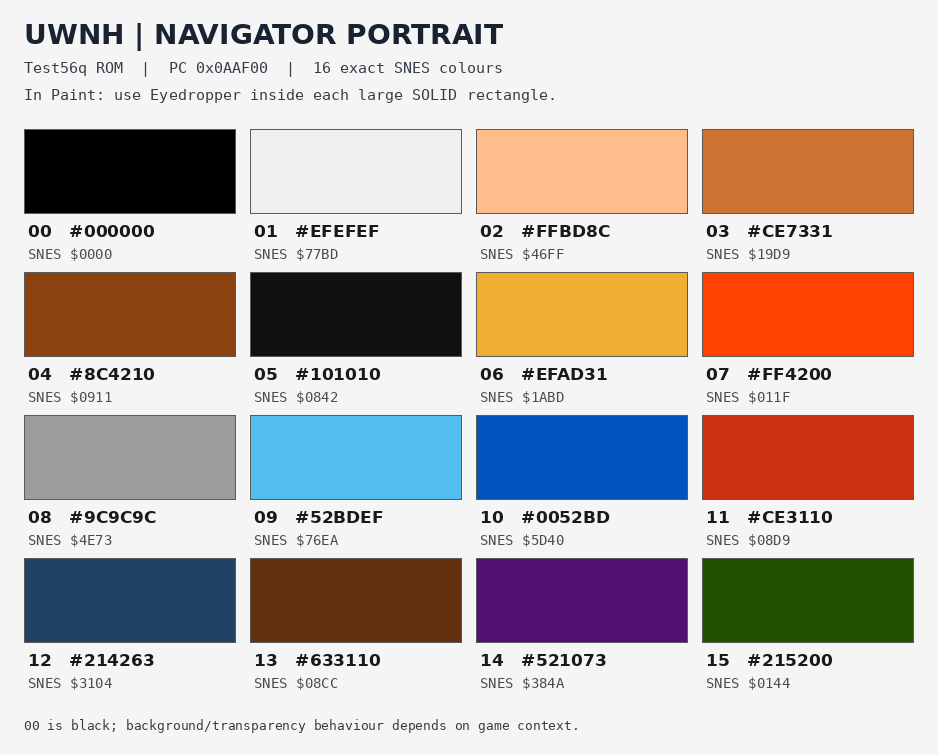 UWNH | NAVIGATOR PORTRAIT
Test56q ROM | PC 0x0AAF00 | 16 exact SNES colours
In Paint: use Eyedropper inside each large SOLID rectangle.
00 #000000 01 #EFEFEF 02 #FFBD8C 03 #CE7331
SNES $0000 SNES $77BD SNES $46FF SNES $19D9
04 #8C4210 05 #101010 06 #EFAD31 07 #FF4200
SNES $0911 SNES $0842 SNES $1ABD SNES $011F
08 #9C9C9C 09 #52BDEF 10 #0052BD 11 #CE3110
SNES $4E73 SNES $76EA SNES $5D40 SNES $08D9
12 #214263 13 #633110 14 #521073 15 #215200
SNES $3104 SNES $08CC SNES $384A SNES $0144
00 is black; background/transparency behaviour depends on game context.